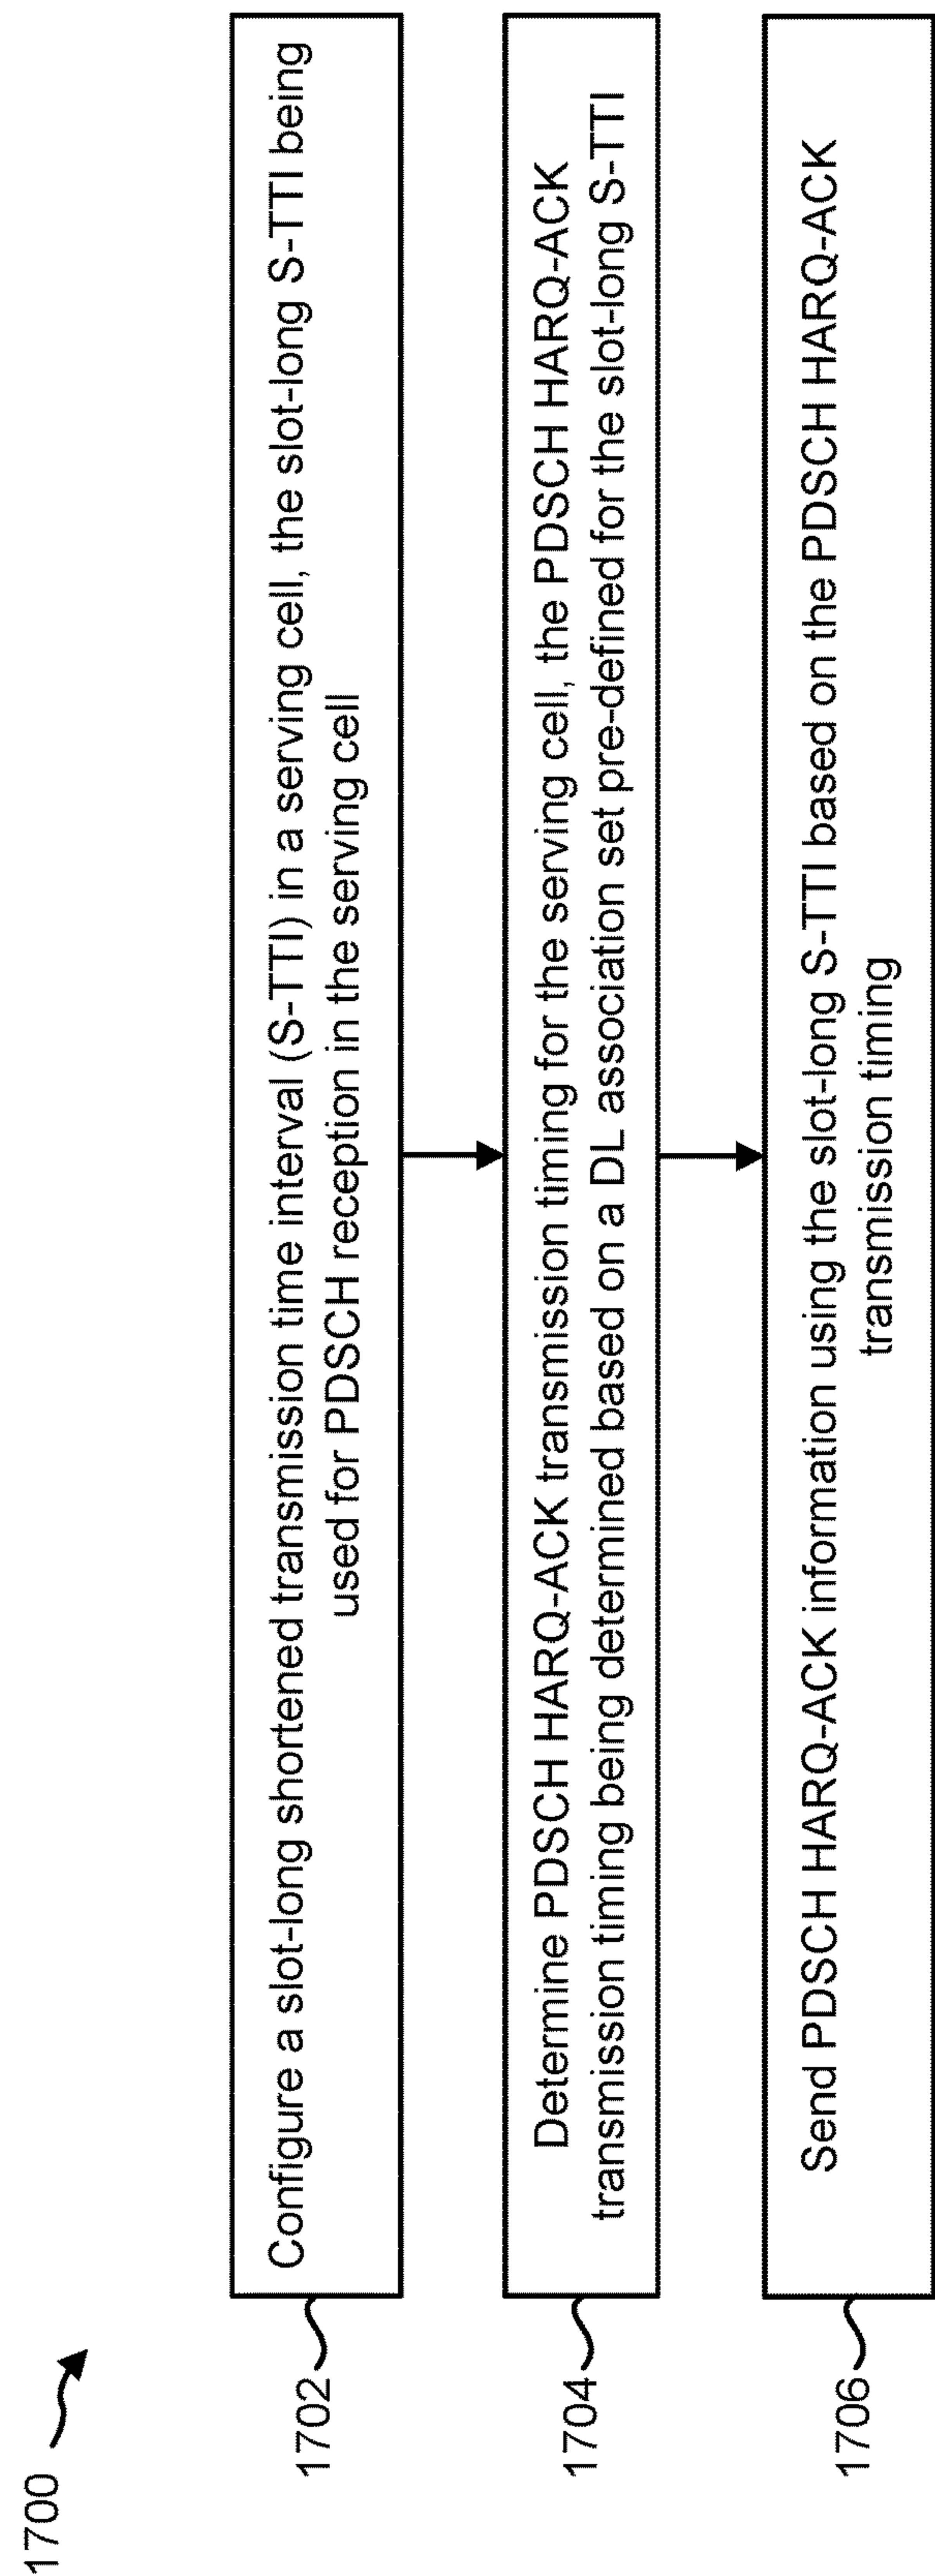 1700
1702
Configure a slot-long shortened transmission time interval (S-TTI) in a serving cell, the slot-long S-TTI being
used for PDSCH reception in the serving cell
1704
Determine PDSCH HARQ-ACK transmission timing for the serving cell, the PDSCH HARQ-ACK
transmission timing being determined based on a DL association set pre-defined for the slot-long S-TTI
1706
Send PDSCH HARQ-ACK information using the slot-long S-TTI based on the PDSCH HARQ-ACK
transmission timing